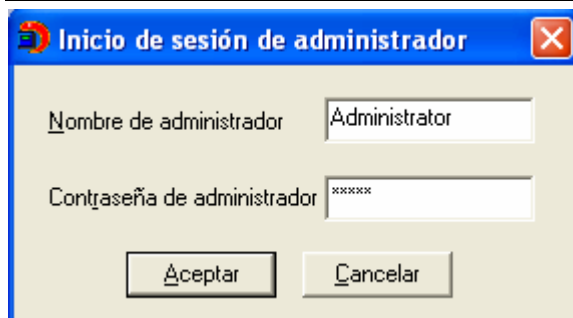 Inicio de sesión de administrador
Nombre de administrador Administrator
Contraseña de administrador *****
Aceptar Cancelar